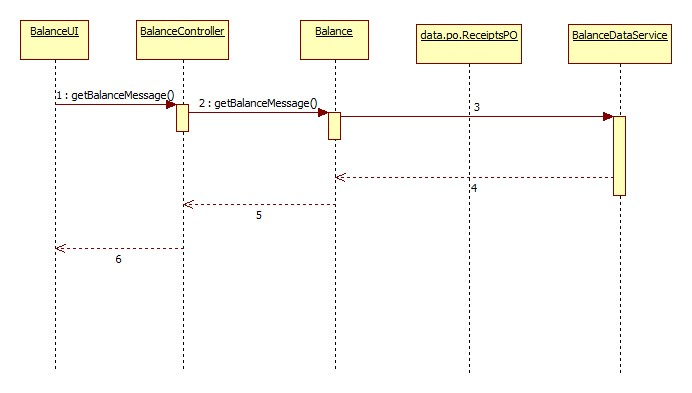 BalanceUI
BalanceController
Balance
data.po.ReceiptsPO
BalanceDataService
1 : getBalanceMessage()
2 : getBalanceMessage()
3
4
5
6